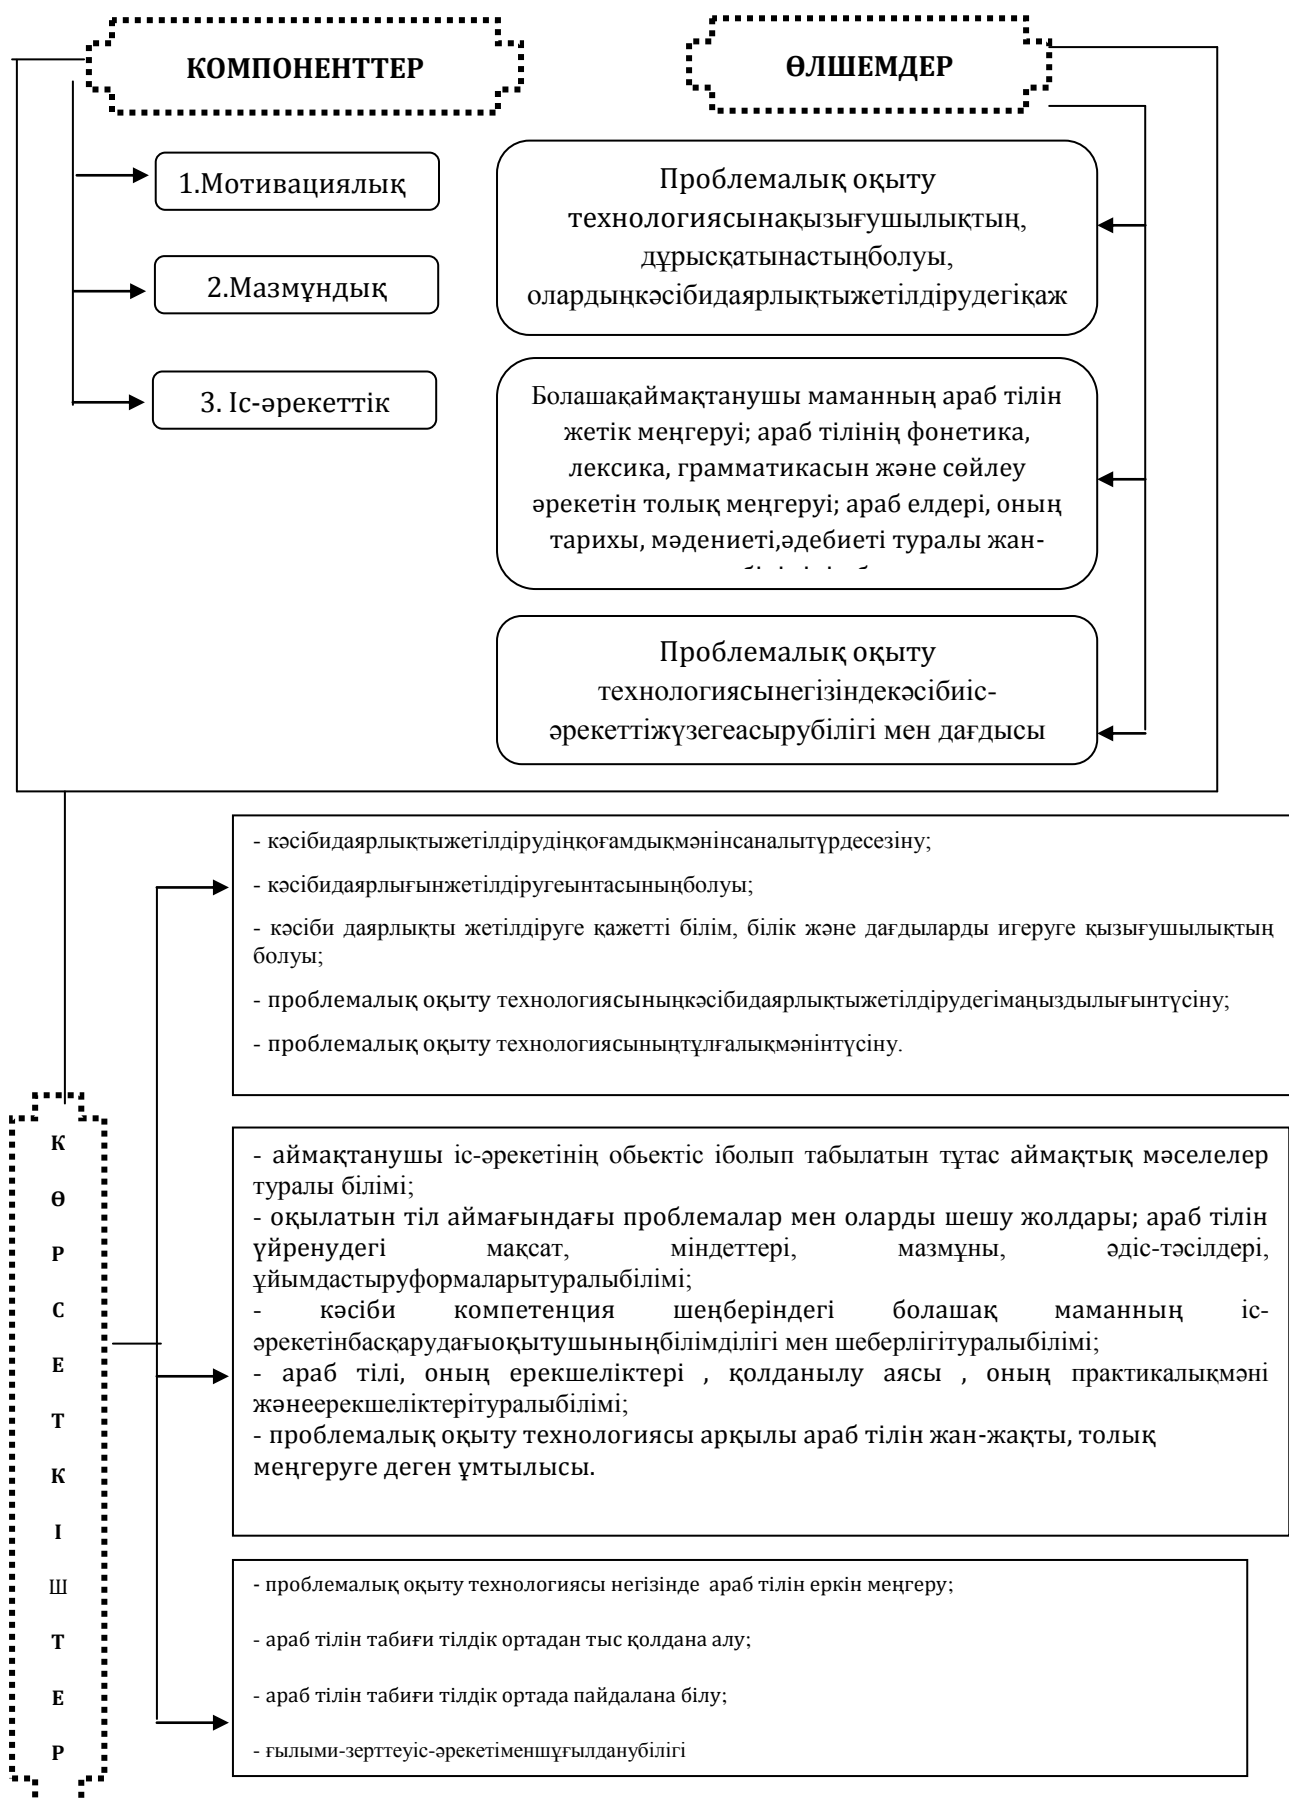 КОМПОНЕНТТЕР
ӨЛШЕМДЕР
1.Мотивациялық
2.Мазмұндық
3. Іс-әрекеттік
Проблемалық оқыту
технологиясынақызығушылықтың,
дұрысқатынастыңболуы,
олардыңкәсібидаярлықтыжетілдірудегіқаж
Болашақаймақтанушы маманның араб тілін
жетік меңгеруі; араб тілінің фонетика,
лексика, грамматикасын және сөйлеу
әрекетін толық меңгеруі; араб елдері, оның
тарихы, мәдениеті,әдебиеті туралы жан-
Проблемалық оқыту
технологиясынегізіндекәсібиіс-
әрекеттіжүзегеасырубілігі мен дағдысы
- кәсібидаярлықтыжетілдірудіңқоғамдықмәнінсаналытүрдесезіну;
- кәсібидаярлығынжетілдіругеынтасыныңболуы;
- кәсіби даярлықты жетілдіруге қажетті білім, білік және дағдыларды игеруге қызығушылықтың
болуы;
- проблемалық оқыту технологиясыныңкәсібидаярлықтыжетілдірудегімаңыздылығынтүсіну;
- проблемалық оқыту технологиясыныңтұлғалықмәнінтүсіну.
К
Ө
Р
С
Е
Т
К
І
Ш
Т
Е
Р
- аймақтанушы іс-әрекетінің обьектіс іболып табылатын тұтас аймақтық мәселелер
туралы білімі;
- оқылатын тіл аймағындағы проблемалар мен оларды шешу жолдары; араб тілін
үйренудегі мақсат, міндеттері, мазмұны, әдіс-тәсілдері,
ұйымдастыруформаларытуралыбілімі;
- кәсіби компетенция шеңберіндегі болашақ маманның іс-
әрекетінбасқарудағыоқытушыныңбілімділігі мен шеберлігітуралыбілімі;
- араб тілі, оның ерекшеліктері , қолданылу аясы , оның практикалықмәні
жәнеерекшеліктерітуралыбілімі;
- проблемалық оқыту технологиясы арқылы араб тілін жан-жақты, толық
меңгеруге деген ұмтылысы.
- проблемалық оқыту технологиясы негізінде араб тілін еркін меңгеру;
- араб тілін табиғи тілдік ортадан тыс қолдана алу;
- араб тілін табиғи тілдік ортада пайдалана білу;
- ғылыми-зерттеуіс-әрекетіменшұғылданубілігі